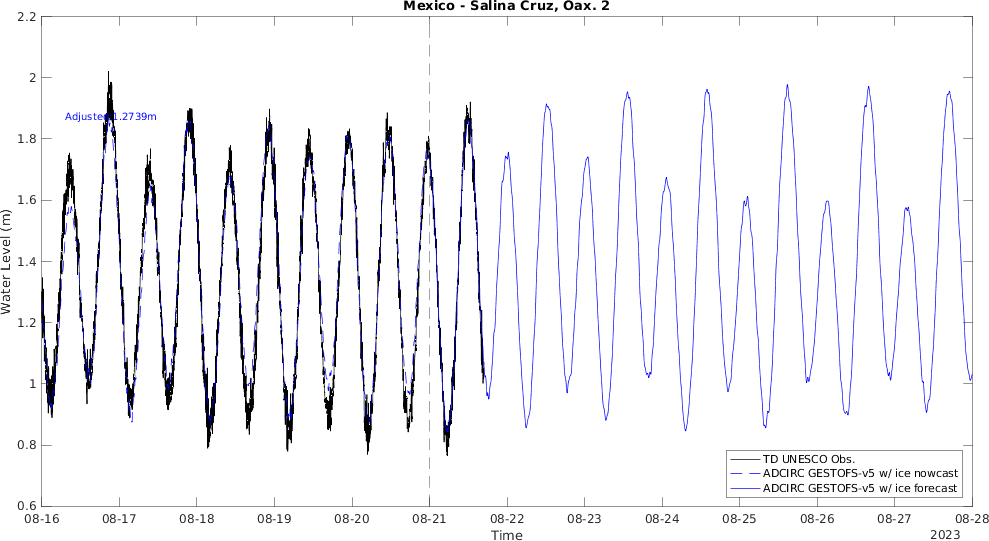 Mexico - Salina Cruz, Oax. 2
2.2
2
1.8
1.6
1.4
1.2
1
0.8
0.6
Water Level (m)
Adjusted 1.2739m
TD UNESCO Obs.
ADCIRC GESTOFS-v5 w/ ice nowcast
ADCIRC GESTOFS-v5 w/ ice forecast
08-16 08-17 08-18 08-19 08-20 08-21 08-22 08-23 08-24 08-25 08-26 08-27 08-28
Time
2023